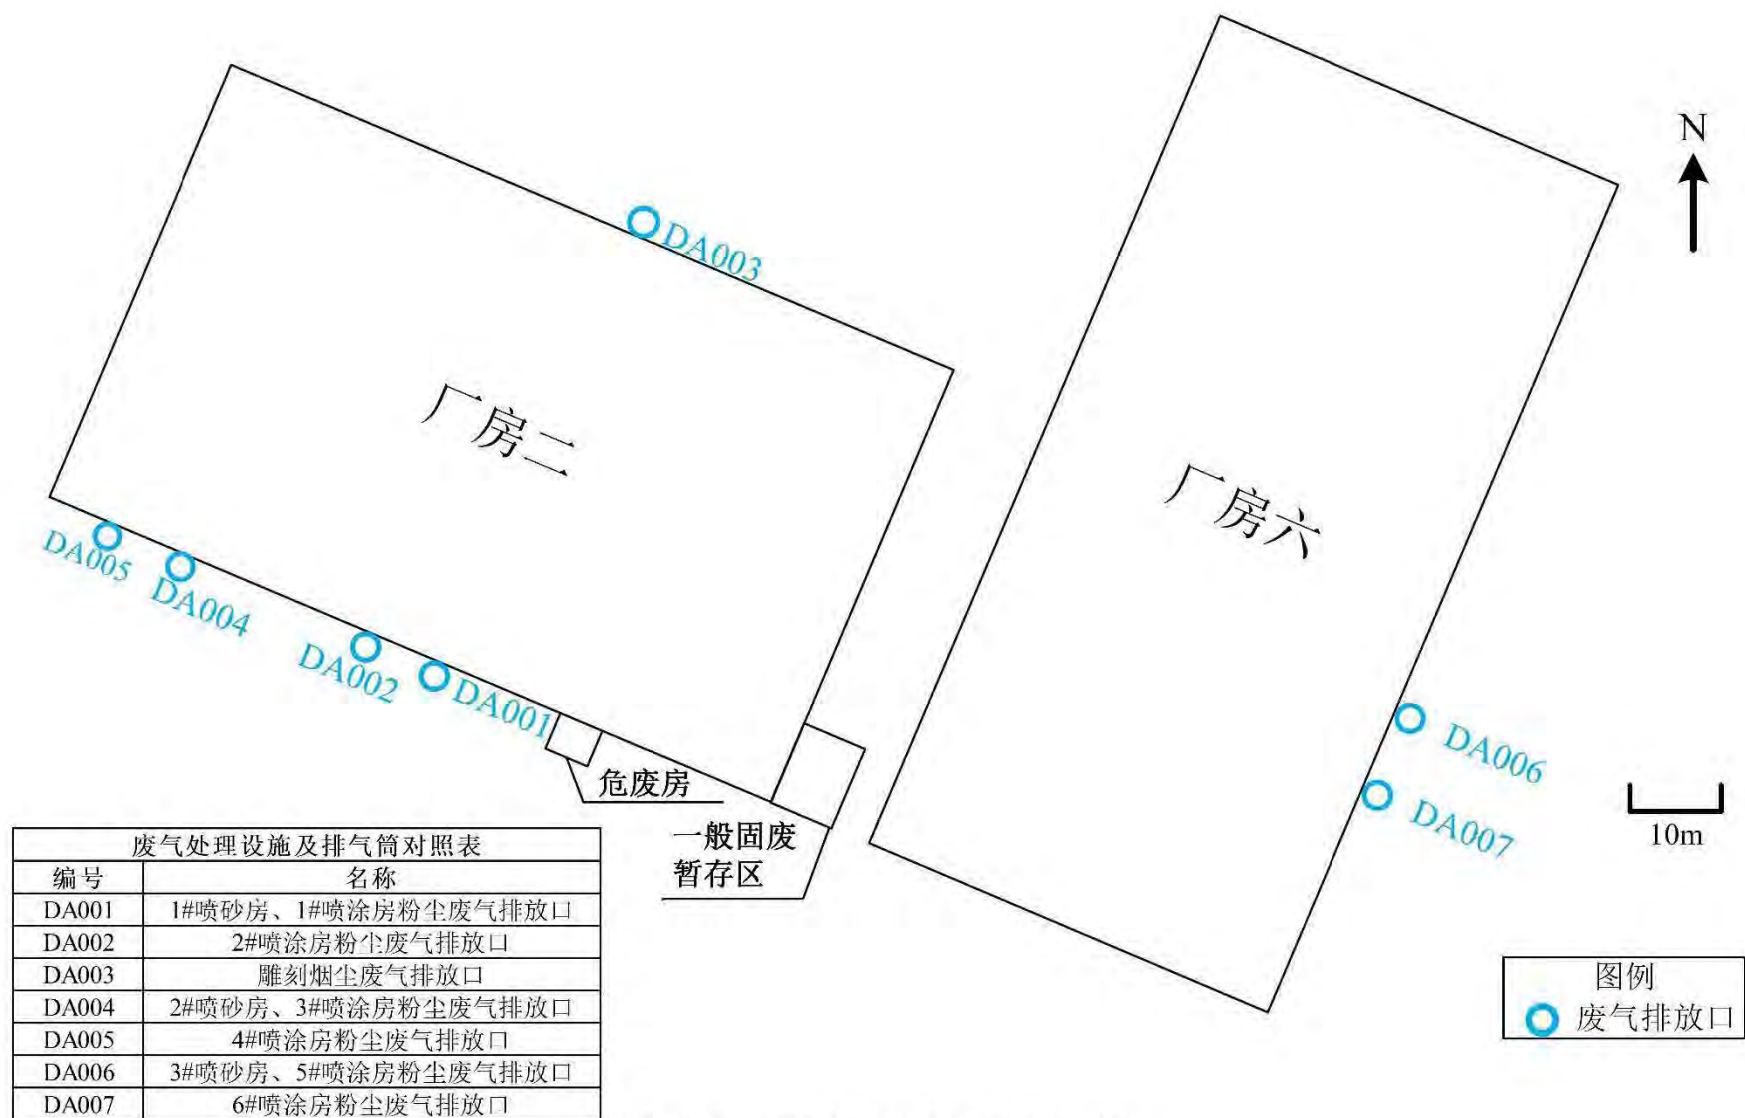 N
DA003
厂房二
厂房六
DA005
DA004
DA002
DA001
危废房
一般固废
暂存区
DA006
DA007
10m
废气处理设施及排气筒对照表
编号 名称
DA001 1#喷砂房、1#喷涂房粉尘废气排放口
DA002 2#喷涂房粉尘废气排放口
DA003 雕刻烟尘废气排放口
DA004 2#喷砂房、3#喷涂房粉尘废气排放口
DA005 4#喷涂房粉尘废气排放口
DA006 3#喷砂房、5#喷涂房粉尘废气排放口
DA007 6#喷涂房粉尘废气排放口
图例
废气排放口